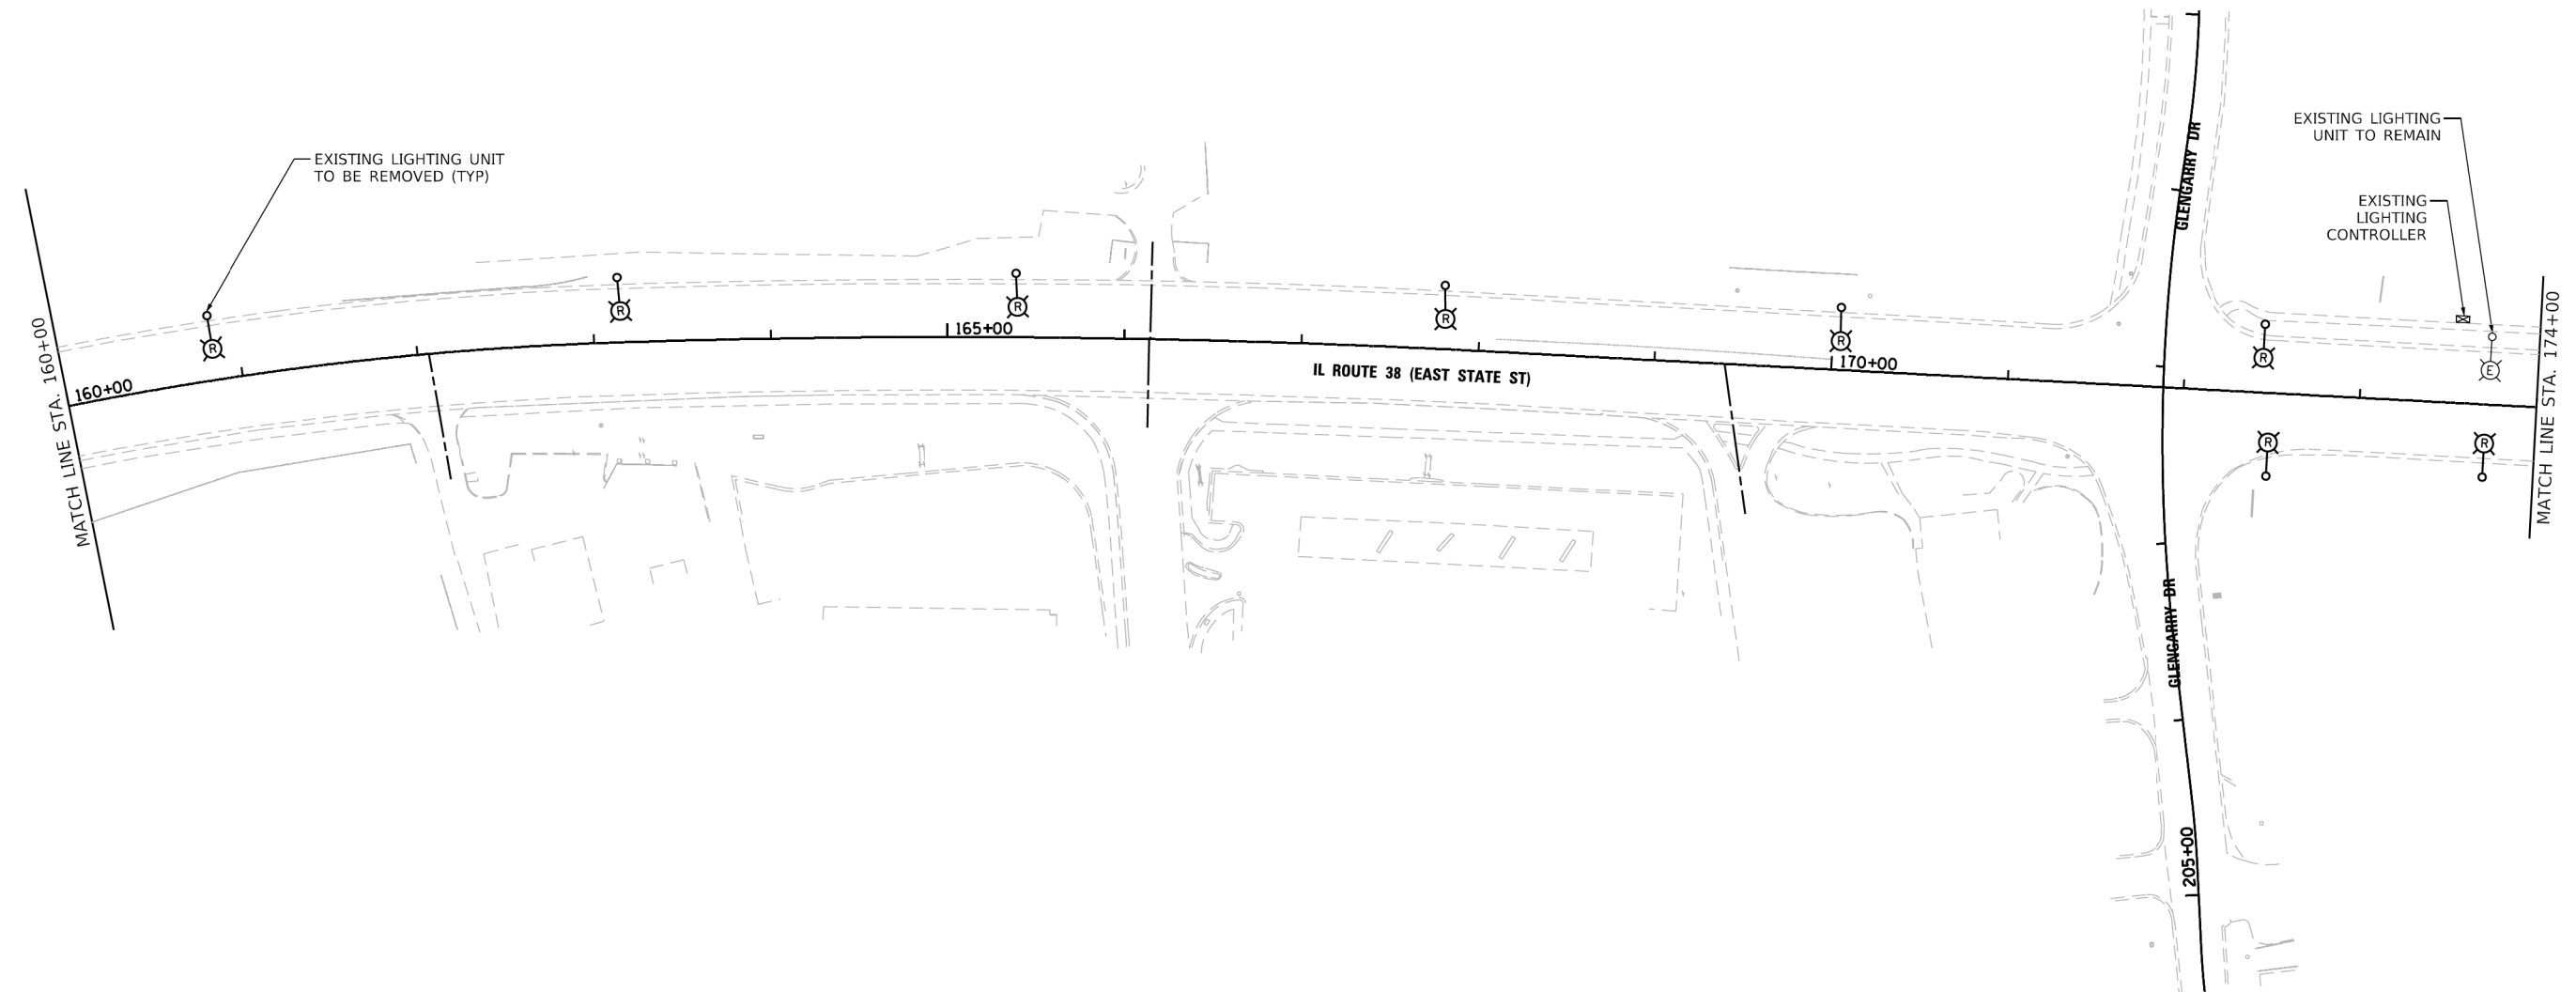 EXISTING LIGHTING UNIT
TO BE REMOVED (TYP)
EXISTING LIGHTING
UNIT TO REMAIN
EXISTING
LIGHTING
CONTROLLER
GLENGARRY DR
MATCH LINE STA. 160+00
160+00
R
R
R
R
R
R
E
165+00
170+00
IL ROUTE 38 (EAST STATE ST)
R
R
MATCH LINE STA. 174+00
GLENGARRY DR
205+00